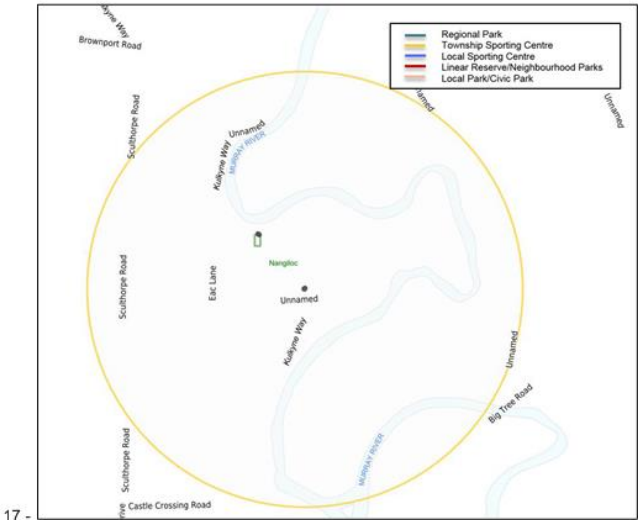 Kulkyne Way
Brownport Road
Regional Park
Township Sporting Centre
Local Sporting Centre
Linear Reserve/Neighbourhood Parks
Local Park/Civic Park
Unnamed
Sculthorpe Road
Unnamed
Kulkyne Way
MURRAY RIVER
Nangiloc
Sculthorpe Road
Eac Lane
Unnamed
Kulkyne Way
Unnamed
Big Tree Road
Sculthorpe Road
MURRAY RIVER
Castle Crossing Road
17 -